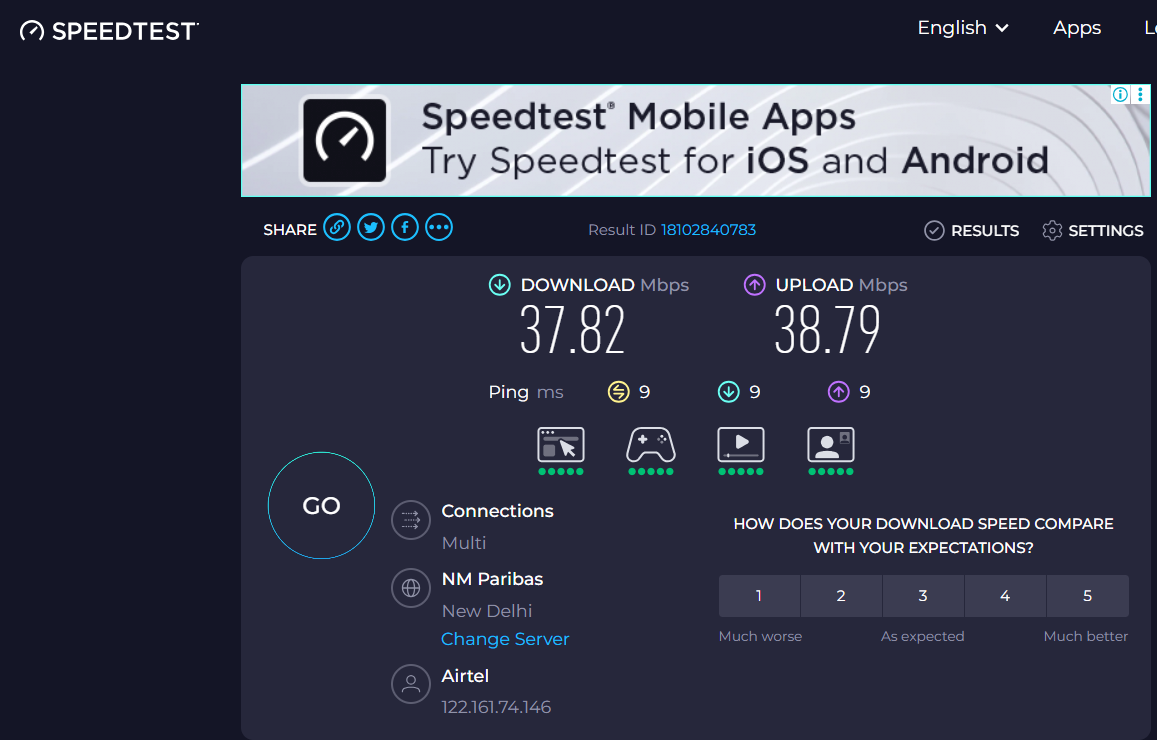 SPEEDTEST
English
Apps
Speedtest® Mobile Apps
Try Speedtest for iOS and Android
SHARE
Result ID 18102840783
RESULTS
SETTINGS
DOWNLOAD Mbps
37.82
UPLOAD Mbps
38.79
Ping ms 9 9 9
GO
Connections
Multi
NM Paribas
New Delhi
Change Server
Airtel
122.161.74.146
HOW DOES YOUR DOWNLOAD SPEED COMPARE
WITH YOUR EXPECTATIONS?
1 2 3 4 5
Much worse As expected Much better